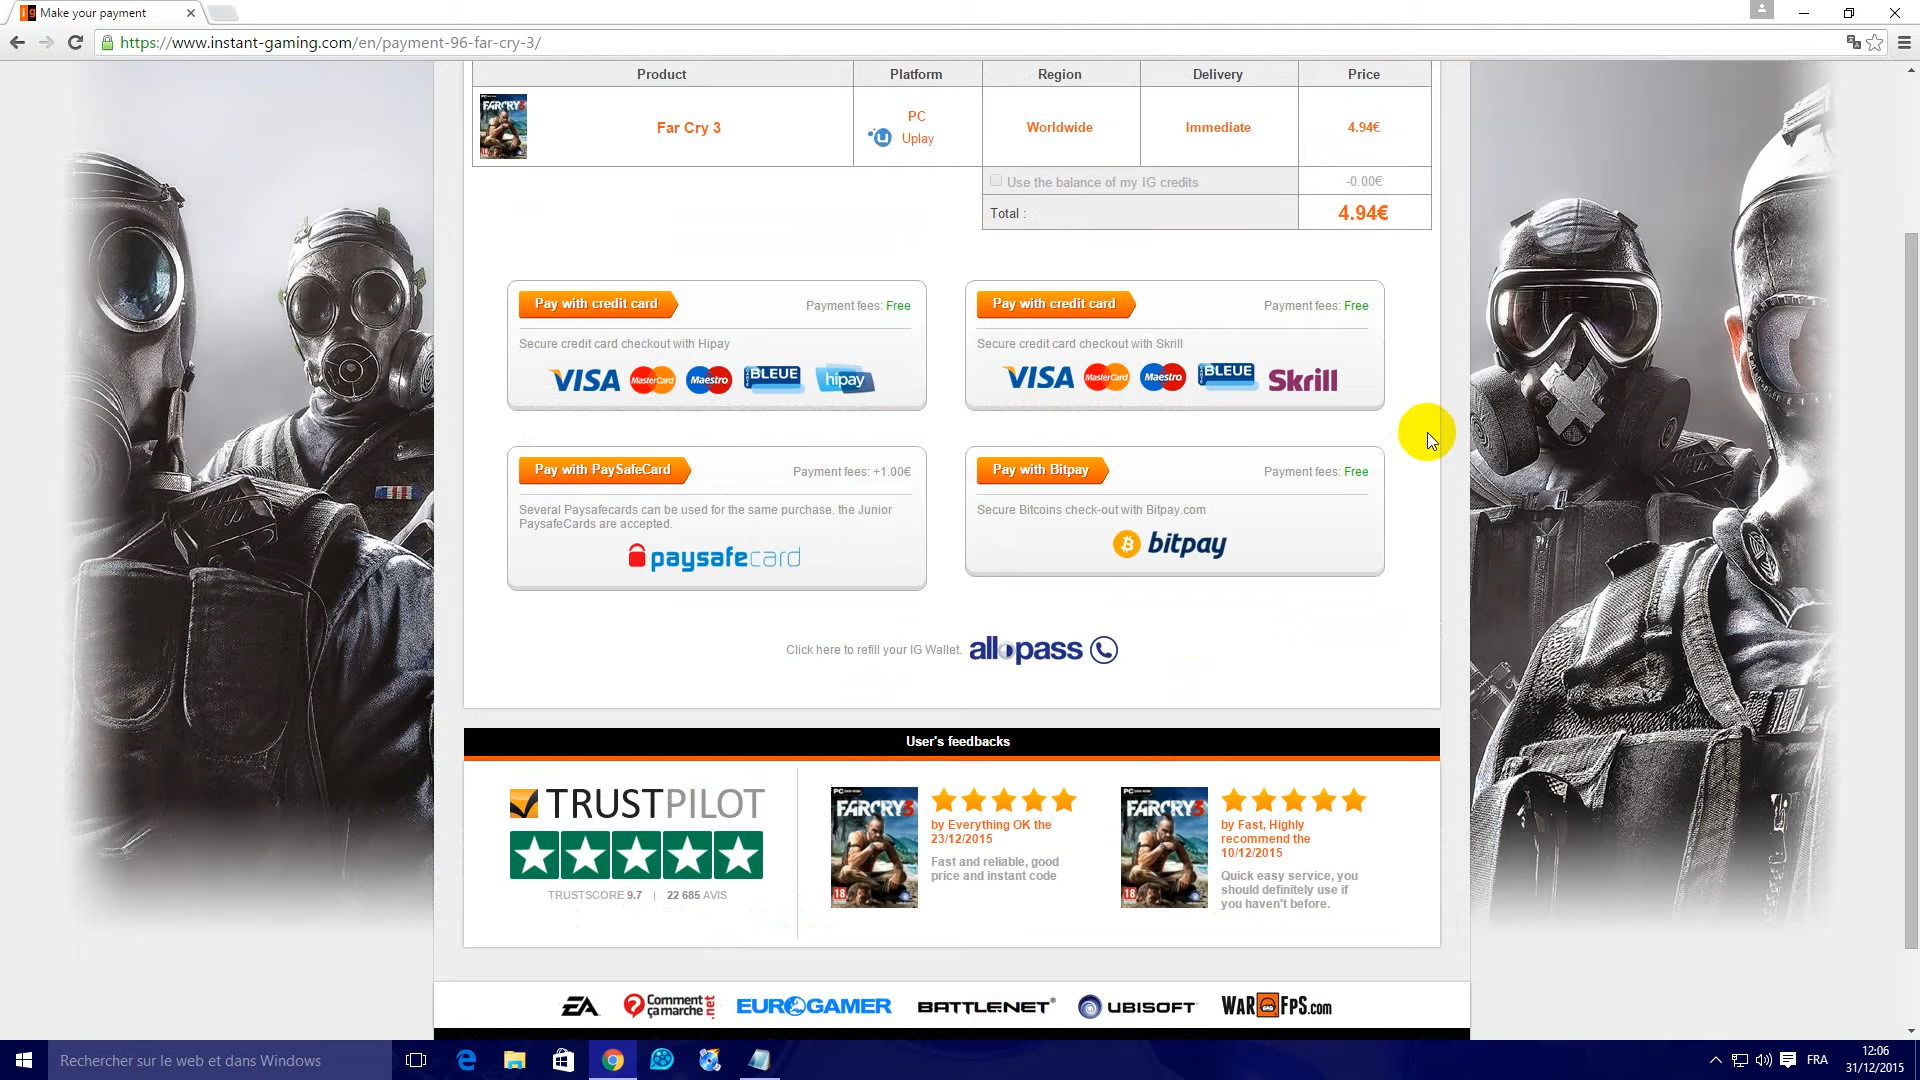 Make your payment
https://www.instant-gaming.com/en/payment-96-far-cry-3/
Product Platform Region Delivery Price
FARCRY3
Far Cry 3
PC
Uplay
Worldwide
Immediate
4.94€
Use the balance of my IG credits -0.00€
Total : 4.94€
Pay with credit card Payment fees: Free
Secure credit card checkout with Hipay
VISA MasterCard Maestro BLEUE hipay
Pay with credit card Payment fees: Free
Secure credit card checkout with Skrill
VISA MasterCard Maestro BLEUE Skrill
Pay with PaySafeCard Payment fees: +1.00€
Several Paysafecards can be used for the same purchase. the Junior
PaysafeCards are accepted.
paysafecard
Pay with Bitpay Payment fees: Free
Secure Bitcoins check-out with Bitpay.com
bitpay
Click here to refill your IG Wallet. allopass
User's feedbacks
TRUSTPILOT
TRUSTSCORE 9.7 | 22 685 AVIS
FARCRY3
18
by Everything OK the
23/12/2015
Fast and reliable, good
price and instant code
FARCRY3
18
by Fast, Highly
recommend the
10/12/2015
Quick easy service, you
should definitely use if
you haven't before.
EA Comment ça marche.net EUROGAMER BATTLE.NET UBISOFT WAR FPS.com
Rechercher sur le web et dans Windows
FRA
12:06
31/12/2015